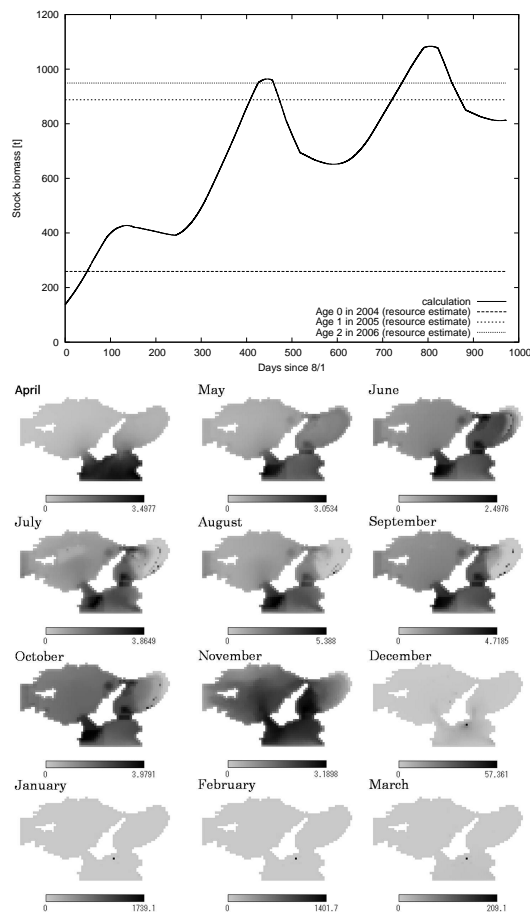 1200
1000
800
600
400
200
0
Stock biomass [t]
calculation
Age 0 in 2004 (resource estimate)
Age 1 in 2005 (resource estimate)
Age 2 in 2006 (resource estimate)
0 100 200 300 400 500 600 700 800 900 1000
Days since 8/1
April May June
0 3.4977 0 3.0534 0 2.4976
July August September
0 3.8649 0 5.388 0 4.7185
October November December
0 3.9791 0 3.1898 0 57.361
January February March
0 1739.1 0 1401.7 0 209.1